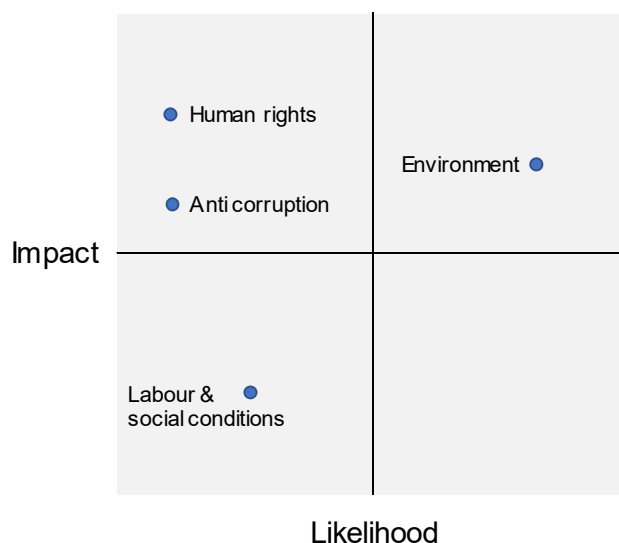 Human rights
Environment
Anti corruption
Impact
Labour &
social conditions
Likelihood